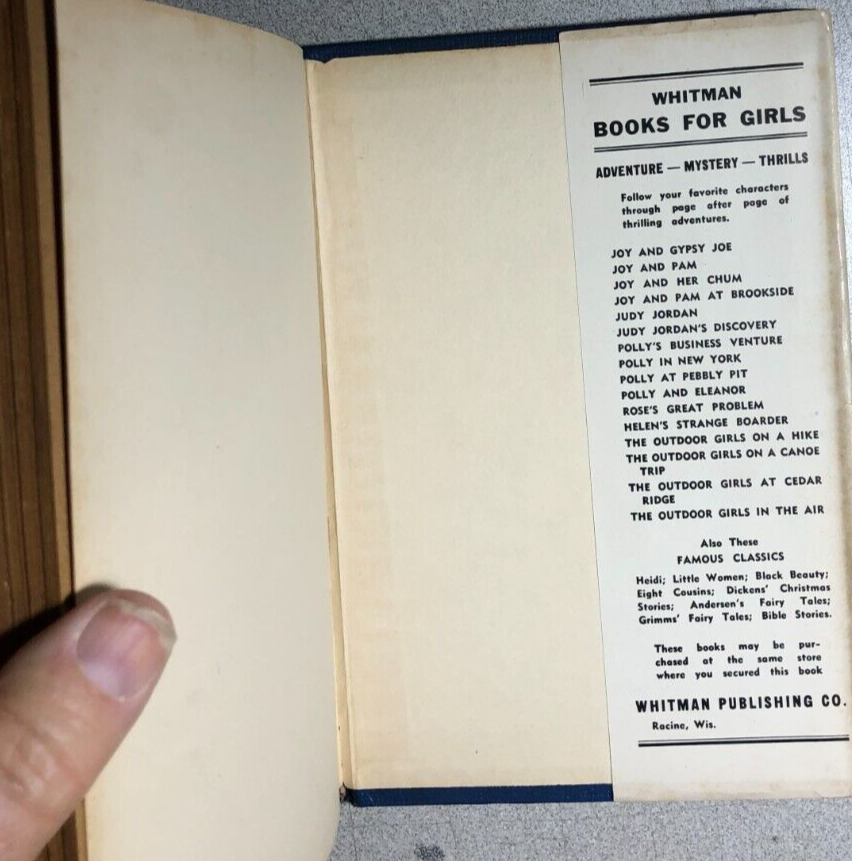 WHITMAN
BOOKS FOR GIRLS
ADVENTURE — MYSTERY — THRILLS
Follow your favorite characters
through page after page of
thrilling adventures.
JOY AND GYPSY JOE
JOY AND PAM
JOY AND HER CHUM
JOY AND PAM AT BROOKSIDE
JUDY JORDAN
JUDY JORDAN'S DISCOVERY
POLLY'S BUSINESS VENTURE
POLLY IN NEW YORK
POLLY AT PEBBLY PIT
POLLY AND ELEANOR
ROSE'S GREAT PROBLEM
HELEN'S STRANGE BOARDER
THE OUTDOOR GIRLS ON A HIKE
THE OUTDOOR GIRLS ON A CANOE
TRIP
THE OUTDOOR GIRLS AT CEDAR
RIDGE
THE OUTDOOR GIRLS IN THE AIR
Also These
FAMOUS CLASSICS
Heidi; Little Women; Black Beauty;
Eight Cousins; Dickens' Christmas
Stories; Andersen's Fairy Tales;
Grimms' Fairy Tales; Bible Stories.
These books may be pur-
chased at the same store
where you secured this book
WHITMAN PUBLISHING CO.
Racine, Wis.